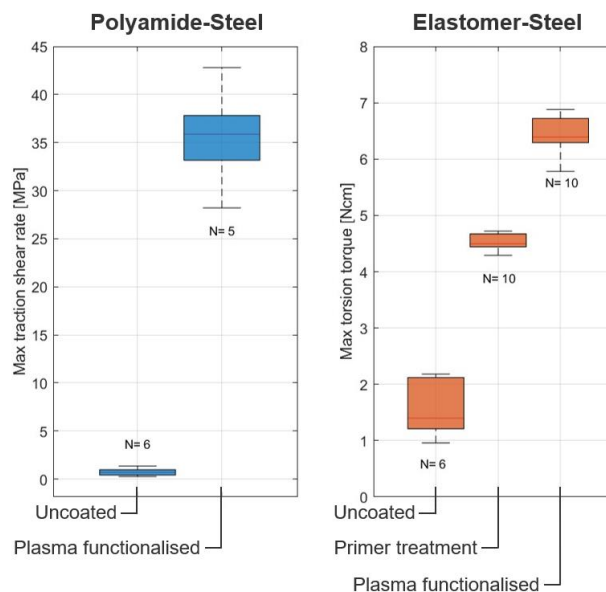 Polyamide-Steel
Max traction shear rate [MPa]
45
40
35
30
25
20
15
10
5
0
N= 6
N= 5
Uncoated
Plasma functionalised
Elastomer-Steel
Max torsion torque [Ncm]
8
7
6
5
4
3
2
1
0
N= 6
N= 10
N= 10
Uncoated
Primer treatment
Plasma functionalised